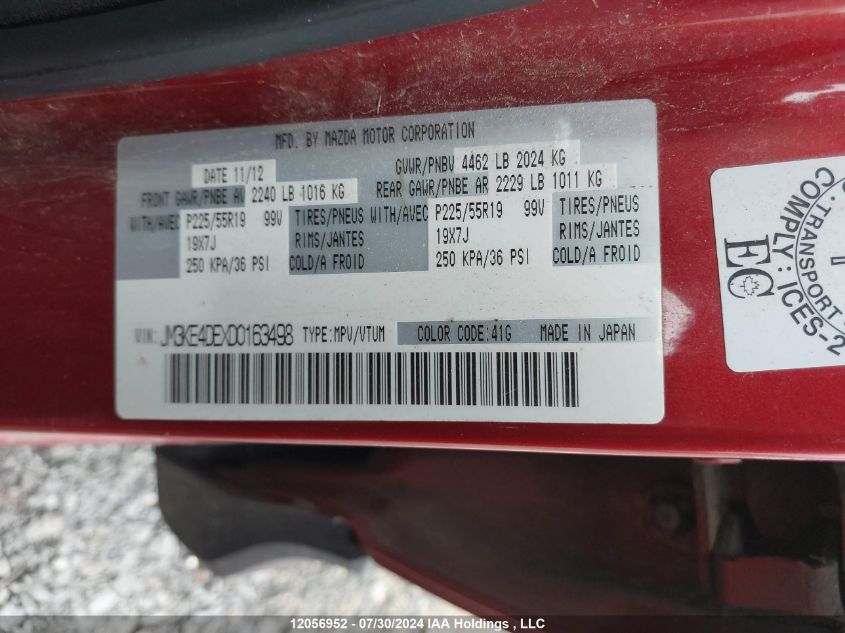 MFD. BY MAZDA MOTOR CORPORATION
DATE 11/12 GVWR/PNBV 4462 LB 2024 KG
FRONT GAWR/PNBE AV 2240 LB 1016 KG REAR GAWR/PNBE AR 2229 LB 1011 KG
WITH/AVEC P225/55R19 99V TIRES/PNEUS WITH/AVEC P225/55R19 99V TIRES/PNEUS
19X7J RIMS/JANTES 19X7J RIMS/JANTES
250 KPA/36 PSI COLD/A FROID 250 KPA/36 PSI COLD/A FROID
VIN: JM3KE4DEXD0163498 TYPE:MPV/VTUM COLOR CODE:41G MADE IN JAPAN
TRANSPORT
COMPLY: ICES-2
EC
12056952 - 07/30/2024 IAA Holdings , LLC